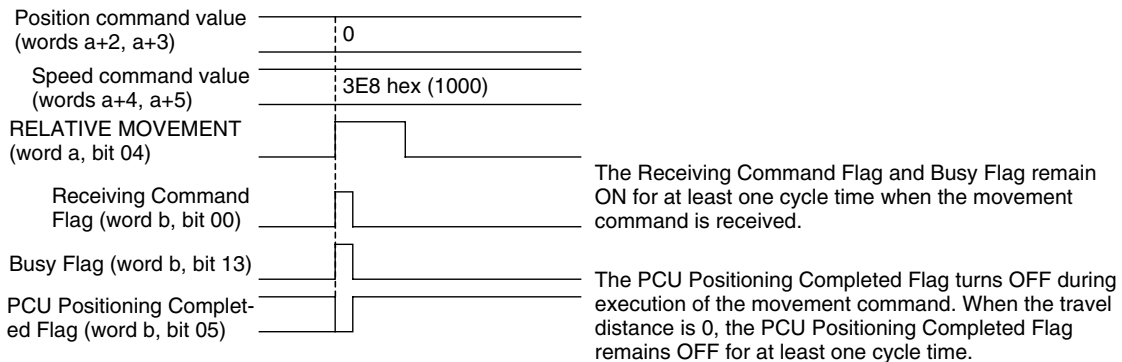 Position command value
(words a+2, a+3)
0
Speed command value
(words a+4, a+5)
3E8 hex (1000)
RELATIVE MOVEMENT
(word a, bit 04)
Receiving Command
Flag (word b, bit 00)
The Receiving Command Flag and Busy Flag remain
ON for at least one cycle time when the movement
command is received.
Busy Flag (word b, bit 13)
PCU Positioning Complet-
ed Flag (word b, bit 05)
The PCU Positioning Completed Flag turns OFF during
execution of the movement command. When the travel
distance is 0, the PCU Positioning Completed Flag
remains OFF for at least one cycle time.